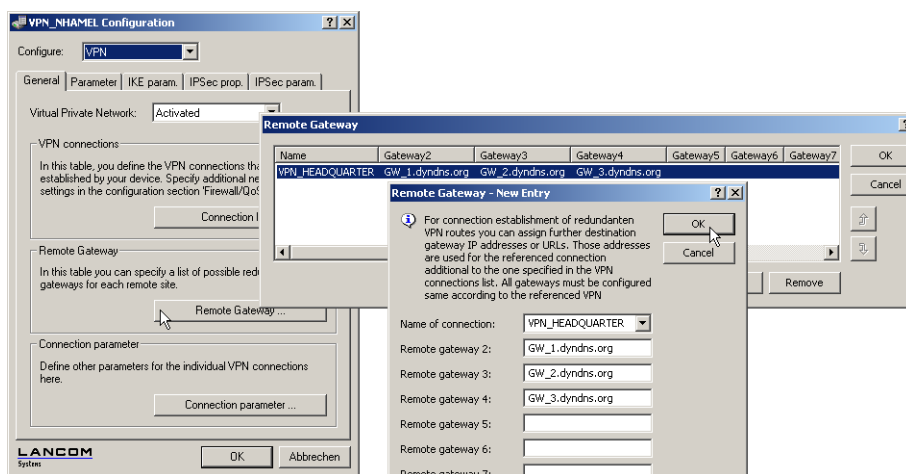 VPN_NHAMEL Configuration
Configure: VPN
General Parameter IKE param. IPSec prop. IPSec param.
Virtual Private Network: Activated
VPN connections
In this table, you define the VPN connections tha
established by your device. Specify additional ne
settings in the configuration section 'Firewall/QoS
Connection l
Remote Gateway
In this table you can specify a list of possible red
gateways for each remote site.
Remote Gateway ...
Connection parameter
Define other parameters for the individual VPN connections
here.
Connection parameter ...
LANCOM
Systems
OK Abbrechen
Remote Gateway
Name Gateway2 Gateway3 Gateway4 Gateway5 Gateway6 Gateway7
VPN_HEADQUARTER GW_1.dyndns.org GW_2.dyndns.org GW_3.dyndns.org
OK
Cancel
Remove
Remote Gateway - New Entry
For connection establishment of redundanten
VPN routes you can assign further destination
gateway IP addresses or URLs. Those addresses
are used for the referenced connection
additional to the one specified in the VPN
connections list. All gateways must be configured
same according to the referenced VPN
OK
Cancel
Name of connection: VPN_HEADQUARTER
Remote gateway 2: GW_1.dyndns.org
Remote gateway 3: GW_2.dyndns.org
Remote gateway 4: GW_3.dyndns.org
Remote gateway 5:
Remote gateway 6:
Remote gateway 7: